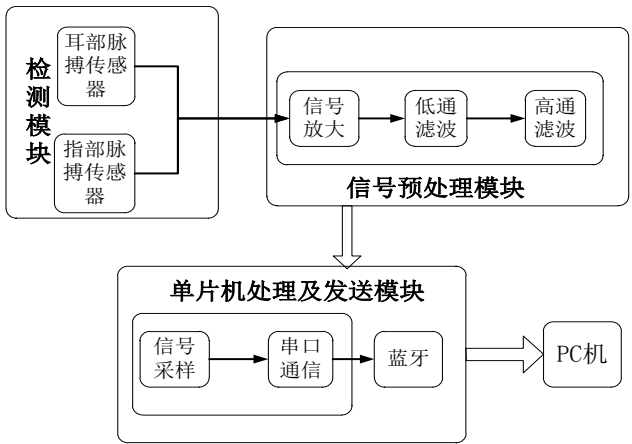 检
测
模
块
耳部脉
搏传感
器
指部脉
搏传感
器
信号
放大
低通
滤波
高通
滤波
信号预处理模块
单片机处理及发送模块
信号
采样
串口
通信
蓝牙
PC机